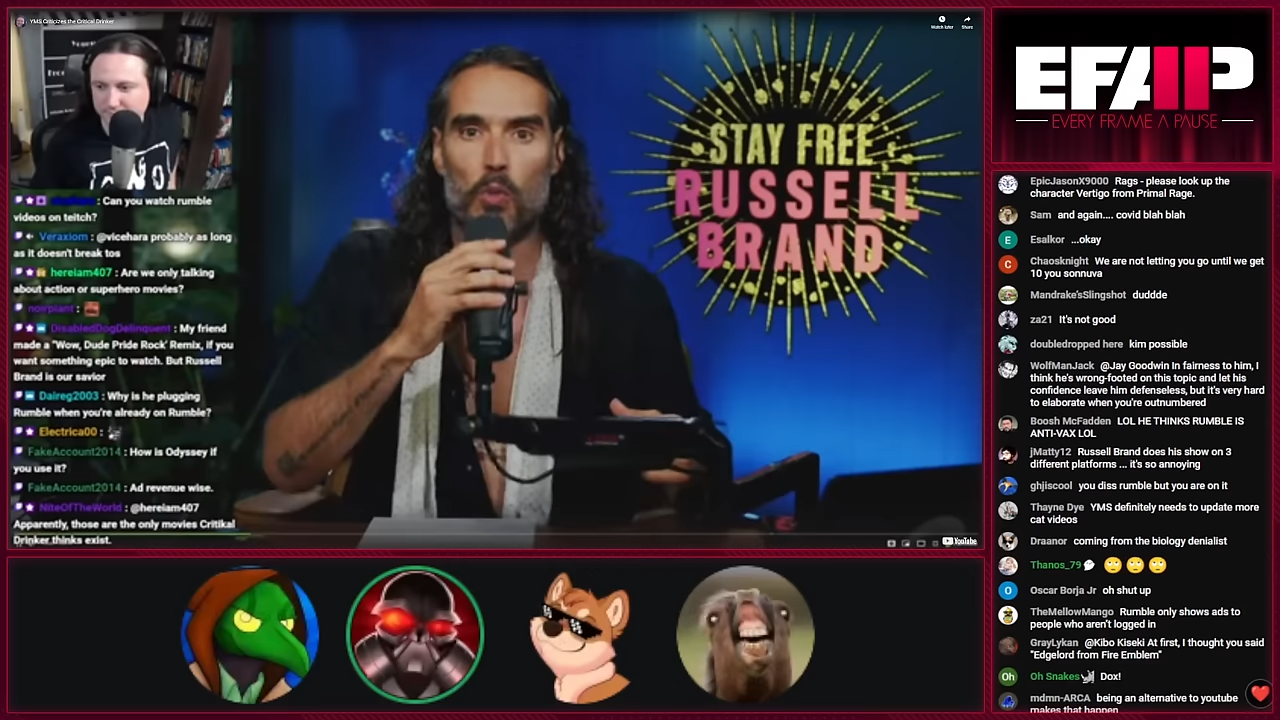 YMS Criticizes the Critical Drinker
Watch later
Share
STAY FREE
RUSSELL
BRAND
: Can you watch rumble
videos on teitch?
Veraxiom : @vicehara probably as long
as it doesn't break tos
hereiam407 : Are we only talking
about action or superhero movies?
noirpiani :
DisabledDogDelinquent : My friend
made a "Wow, Dude Pride Rock' Remix, if you
want something epic to watch. But Russell
Brand is our savior
Daireg2003 : Why is he plugging
Rumble when you're already on Rumble?
Electrica00 :
FakeAccount2014 : How is Odyssey if
you use it?
FakeAccount2014 : Ad revenue wise.
NiteOfTheWorld : @hereiam407
Apparently, those are the only movies Critikal
Drinker thinks exist.
YouTube
EFAP
EVERY FRAME A PAUSE
EpicJasonX9000 Rags - please look up the
character Vertigo from Primal Rage.
Sam and again.... covid blah blah
E Esalkor ...okay
C Chaosknight We are not letting you go until we get
10 you sonnuva
Mandrake'sSlingshot duddde
za21 It's not good
doubledropped here kim possible
WolfManJack @Jay Goodwin In fairness to him, I
think he's wrong-footed on this topic and let his
confidence leave him defenseless, but it's very hard
to elaborate when you're outnumbered
Boosh McFadden LOL HE THINKS RUMBLE IS
ANTI-VAX LOL
jMatty12 Russell Brand does his show on 3
different platforms ... it's so annoying
ghjiscool you diss rumble but you are on it
Thayne Dye YMS definitely needs to update more
cat videos
Draanor coming from the biology denialist
Thanos_79 🙄 🙄 🙄
O Oscar Borja Jr oh shut up
TheMellowMango Rumble only shows ads to
people who aren't logged in
GrayLykan @Kibo Kiseki At first, I thought you said
"Edgelord from Fire Emblem"
Oh Oh Snakes Dox!
mdmn-ARCA being an alternative to youtube
makes that happen